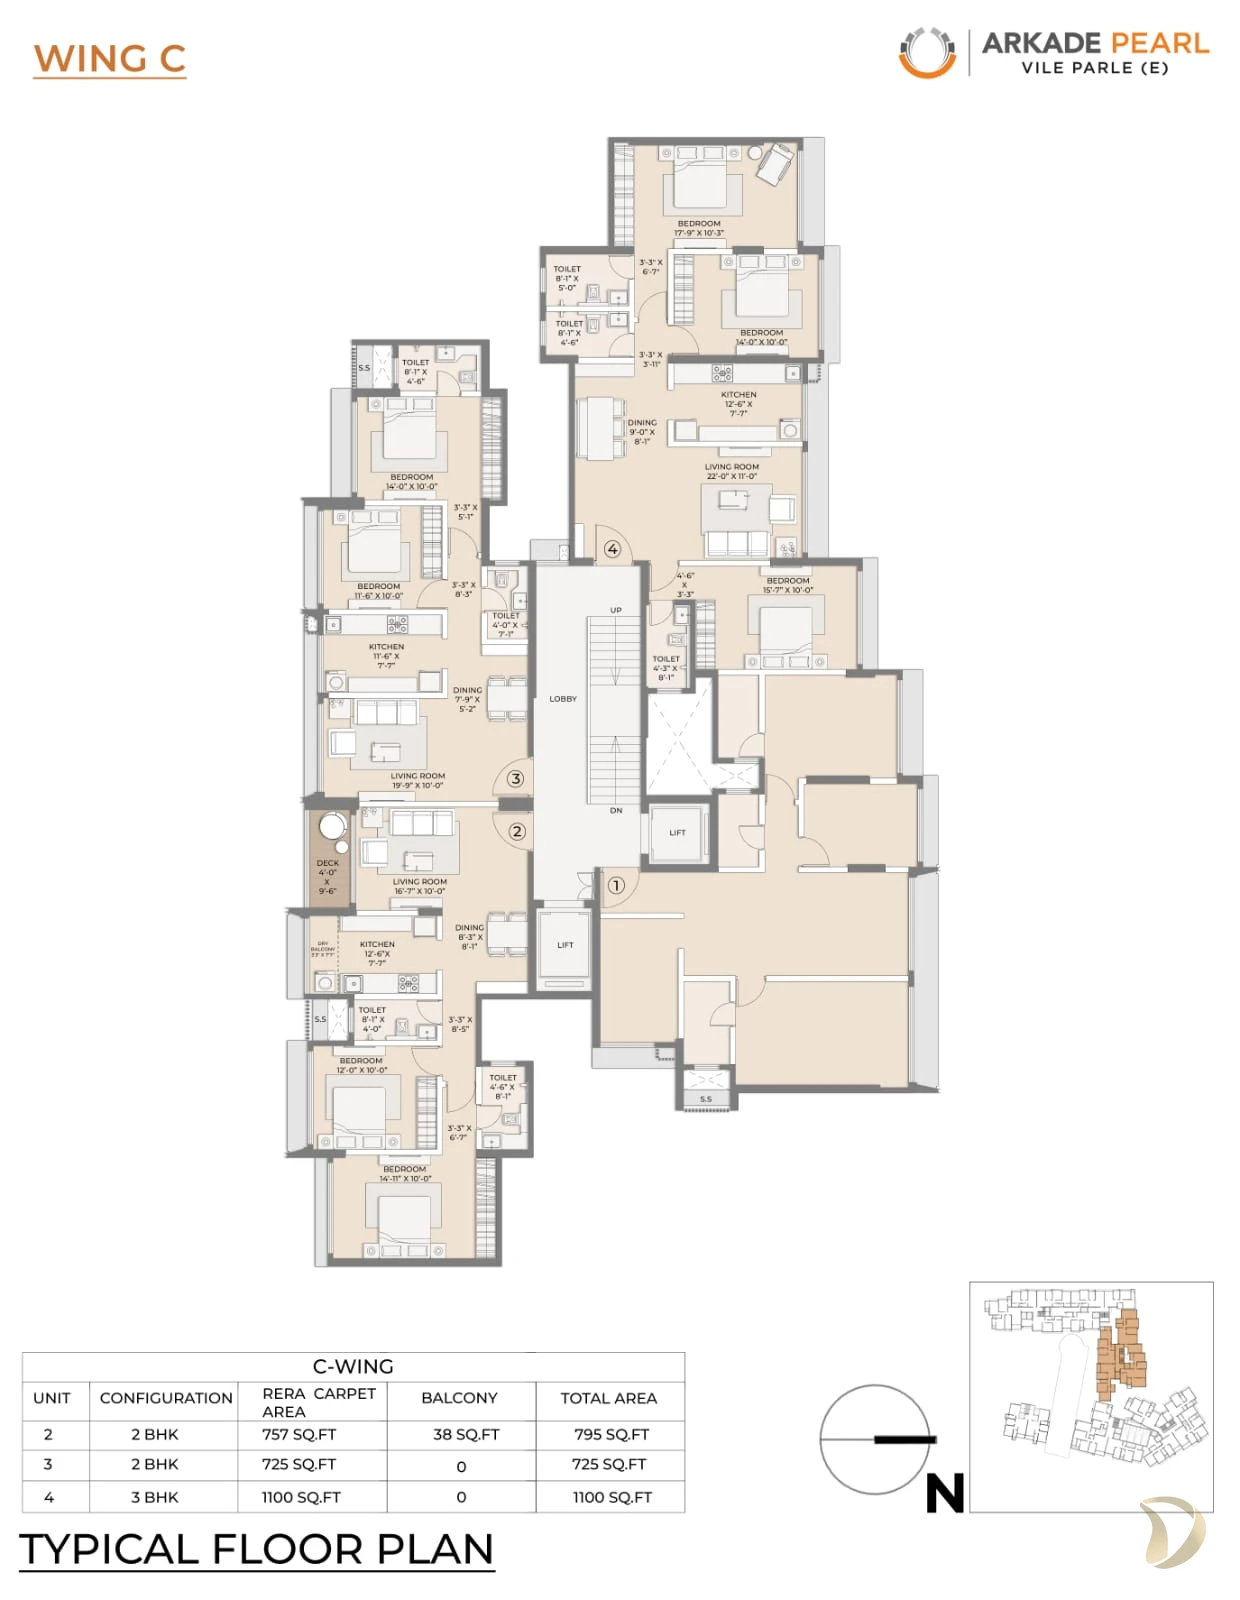 WING C
ARKADE PEARL
VILE PARLE (E)
BEDROOM
17'-9" X 10'-3"
TOILET
8'-1" X
5'-0"
3'-3" X
6'-7"
TOILET
8'-1" X
4'-6"
BEDROOM
14'-0" X 10'-0"
3'-3" X
3'-11"
KITCHEN
12'-6" X
7'-7"
DINING
9'-0" X
8'-1"
LIVING ROOM
22'-0" X 11'-0"
4
4'-6"
X
3'-3"
BEDROOM
15'-7" X 10'-0"
TOILET
4'-3" X
8'-1"
S.S
TOILET
8'-1" X
4'-6"
BEDROOM
14'-0" X 10'-0"
3'-3" X
5'-1"
BEDROOM
11'-6" X 10'-0"
3'-3" X
8'-3"
TOILET
4'-0" X
7'-1"
KITCHEN
11'-6" X
7'-7"
DINING
7'-9" X
5'-2"
LIVING ROOM
19'-9" X 10'-0"
3
UP
LOBBY
DN
LIFT
2
1
DECK
4'-0"
X
9'-6"
LIVING ROOM
16'-7" X 10'-0"
DINING
8'-3" X
8'-1"
LIFT
DRY
BALCONY
3'3" X 7'7"
KITCHEN
12'-6"X
7'-7"
S.S
TOILET
8'-1" X
4'-0"
3'-3" X
8'-5"
BEDROOM
12'-0" X 10'-0"
TOILET
4'-6" X
8'-1"
3'-3" X
6'-7"
BEDROOM
14'-11" X 10'-0"
S.S
C-WING
UNIT CONFIGURATION RERA CARPET AREA BALCONY TOTAL AREA
2 2 BHK 757 SQ.FT 38 SQ.FT 795 SQ.FT
3 2 BHK 725 SQ.FT 0 725 SQ.FT
4 3 BHK 1100 SQ.FT 0 1100 SQ.FT
N
TYPICAL FLOOR PLAN